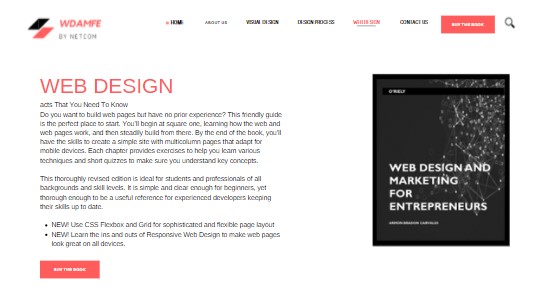 WDAMFE
BY NETCOM
HOME
ABOUT US
VISUAL DESIGN
DESIGN PROCESS
WHITE SIGN
CONTACT US
BUY THIS BOOK
WEB DESIGN
acts That You Need To Know
Do you want to build web pages but have no prior experience? This friendly guide
is the perfect place to start. You'll begin at square one, learning how the web and
web pages work, and then steadily build from there. By the end of the book, you'll
have the skills to create a simple site with multicolumn pages that adapt for
mobile devices. Each chapter provides exercises to help you learn various
techniques and short quizzes to make sure you understand key concepts.
This thoroughly revised edition is ideal for students and professionals of all
backgrounds and skill levels. It is simple and clear enough for beginners, yet
thorough enough to be a useful reference for experienced developers keeping
their skills up to date.
NEW! Use CSS Flexbox and Grid for sophisticated and flexible page layout
NEW! Learn the ins and outs of Responsive Web Design to make web pages
look great on all devices.
BUY THIS BOOK
O'RIELY
WEB DESIGN AND
MARKETING
FOR
ENTREPRENEURS
CARVALHO